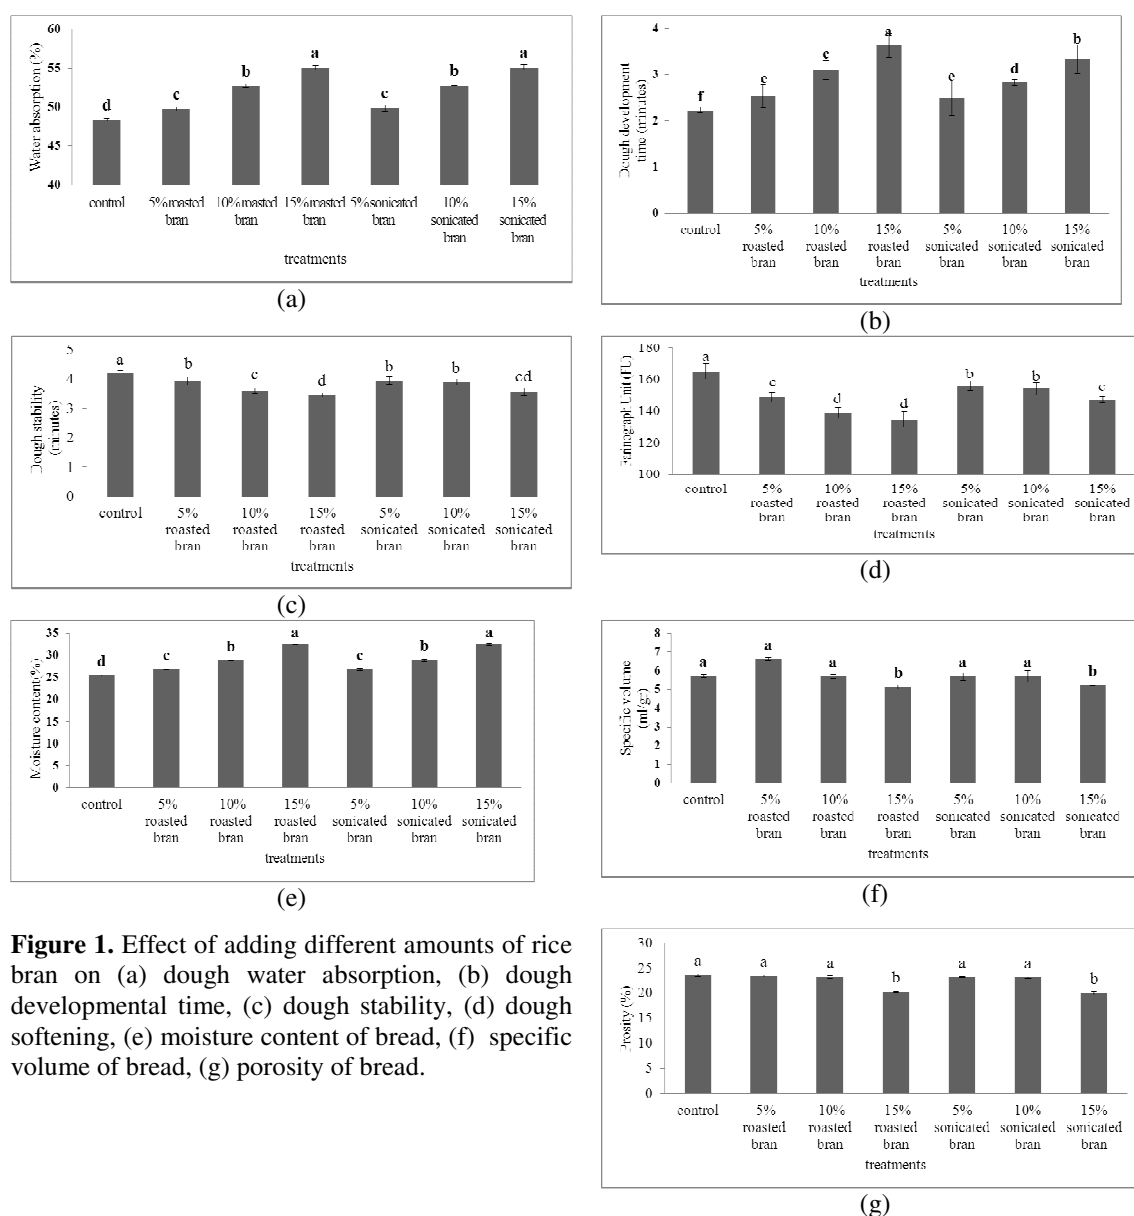 60
55
50
45
40
Water absorption (%)
d
c
b
a
c
b
a
control
5%roasted
bran
10%roasted
bran
15%roasted
bran
5%sonicated
bran
10%
sonicated
bran
15%
sonicated
bran
treatments
(a)
4
3
2
1
0
Dough development
time (minutes)
f
e
c
a
e
d
b
control
5%
roasted
bran
10%
roasted
bran
15%
roasted
bran
5%
sonicated
bran
10%
sonicated
bran
15%
sonicated
bran
treatments
(b)
5
4
3
2
1
0
Dough stability
(minutes)
a
b
c
d
b
b
cd
control
5%
roasted
bran
10%
roasted
bran
15%
roasted
bran
5%
sonicated
bran
10%
sonicated
bran
15%
sonicated
bran
treatments
(c)
180
160
140
120
100
Farinograph Unit (FU)
a
c
d
d
b
b
c
control
5%
roasted
bran
10%
roasted
bran
15%
roasted
bran
5%
sonicated
bran
10%
sonicated
bran
15%
sonicated
bran
treatments
(d)
35
30
25
20
15
10
5
0
Moisture content(%)
d
c
b
a
c
b
a
control
5%
roasted
bran
10%
roasted
bran
15%
roasted
bran
5%
sonicated
bran
10%
sonicated
bran
15%
sonicated
bran
treatments
(e)
8
7
6
5
4
3
2
1
0
Specific volume
(ml/gr)
a
a
a
b
a
a
b
control
5%
roasted
bran
10%
roasted
bran
15%
roasted
bran
5%
sonicated
bran
10%
sonicated
bran
15%
sonicated
bran
treatments
(f)
Figure 1. Effect of adding different amounts of rice
bran on (a) dough water absorption, (b) dough
developmental time, (c) dough stability, (d) dough
softening, (e) moisture content of bread, (f) specific
volume of bread, (g) porosity of bread.
30
25
20
15
10
5
0
Prosity (%)
a
a
a
b
a
a
b
control
5%
roasted
bran
10%
roasted
bran
15%
roasted
bran
5%
sonicated
bran
10%
sonicated
bran
15%
sonicated
bran
treatments
(g)